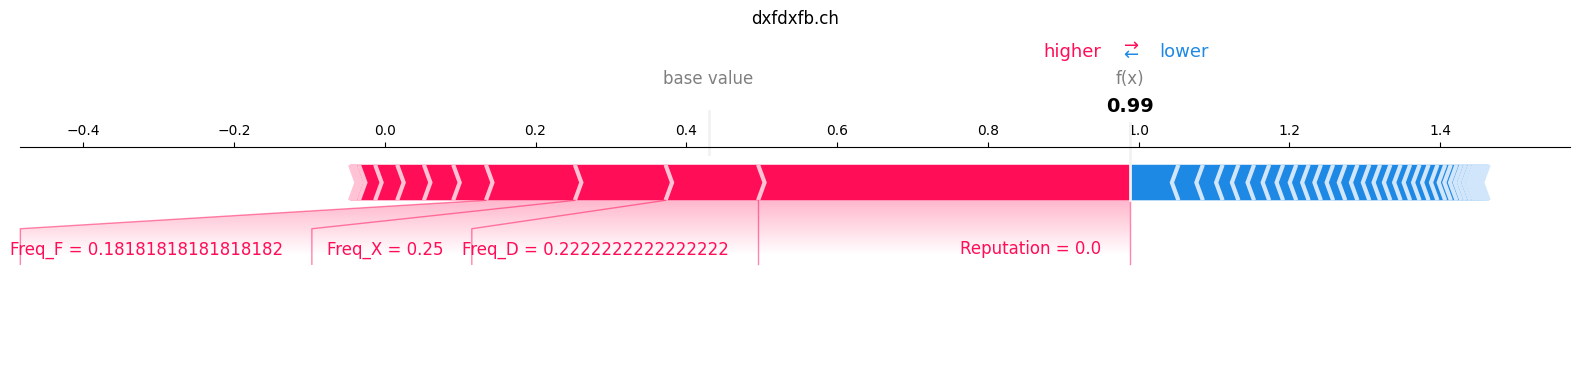 dxfdxfb.ch
higher ⇄ lower
base value f(x)
0.99
−0.4 −0.2 0.0 0.2 0.4 0.6 0.8 1.0 1.2 1.4
Freq_F = 0.18181818181818182 Freq_X = 0.25 Freq_D = 0.2222222222222222 Reputation = 0.0